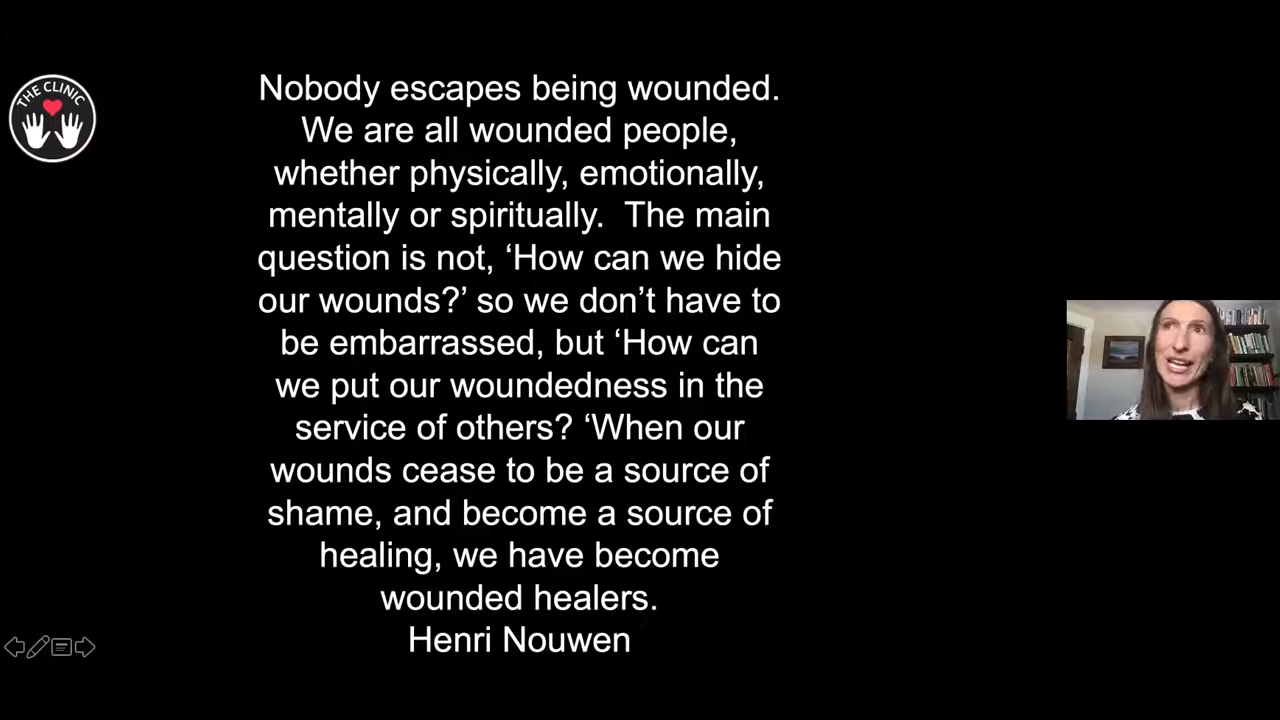 THE CLINIC
Nobody escapes being wounded.
We are all wounded people,
whether physically, emotionally,
mentally or spiritually.  The main
question is not, ‘How can we hide
our wounds?’ so we don’t have to
be embarrassed, but ‘How can
we put our woundedness in the
service of others? ‘When our
wounds cease to be a source of
shame, and become a source of
healing, we have become
wounded healers.
Henri Nouwen